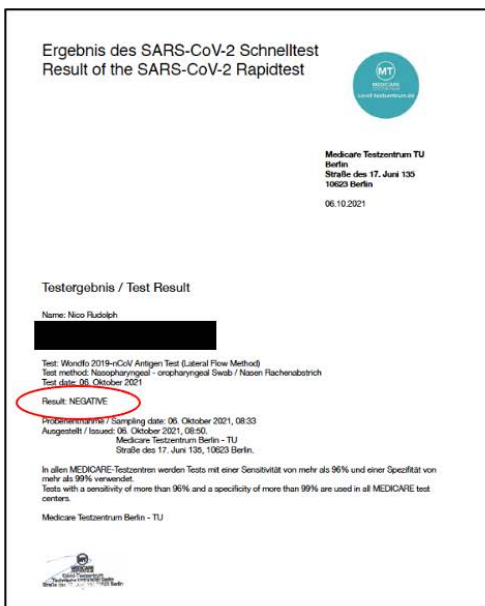 Ergebnis des SARS-CoV-2 Schnelltest
Result of the SARS-CoV-2 Rapidtest
MT
MEDICARE
covid-testzentrum.de
Medicare Testzentrum TU
Berlin
Straße des 17. Juni 135
10623 Berlin
06.10.2021
Testergebnis / Test Result
Name: Nico Rudolph
Test: Wondfo 2019-nCoV Antigen Test (Lateral Flow Method)
Test method: Nasopharyngeal - oropharyngeal Swab / Nasen Rachenabstrich
Test date: 06. Oktober 2021
Result: NEGATIVE
Probenentnahme / Sampling date: 06. Oktober 2021, 08:33
Ausgestellt / Issued: 06. Oktober 2021, 08:50.
Medicare Testzentrum Berlin - TU
Straße des 17. Juni 135, 10623 Berlin.
In allen MEDICARE-Testzentren werden Tests mit einer Sensitivität von mehr als 96% und einer Spezifität von
mehr als 99% verwendet.
Tests with a sensitivity of more than 96% and a specificity of more than 99% are used in all MEDICARE test
centers.
Medicare Testzentrum Berlin - TU
MEDICARE